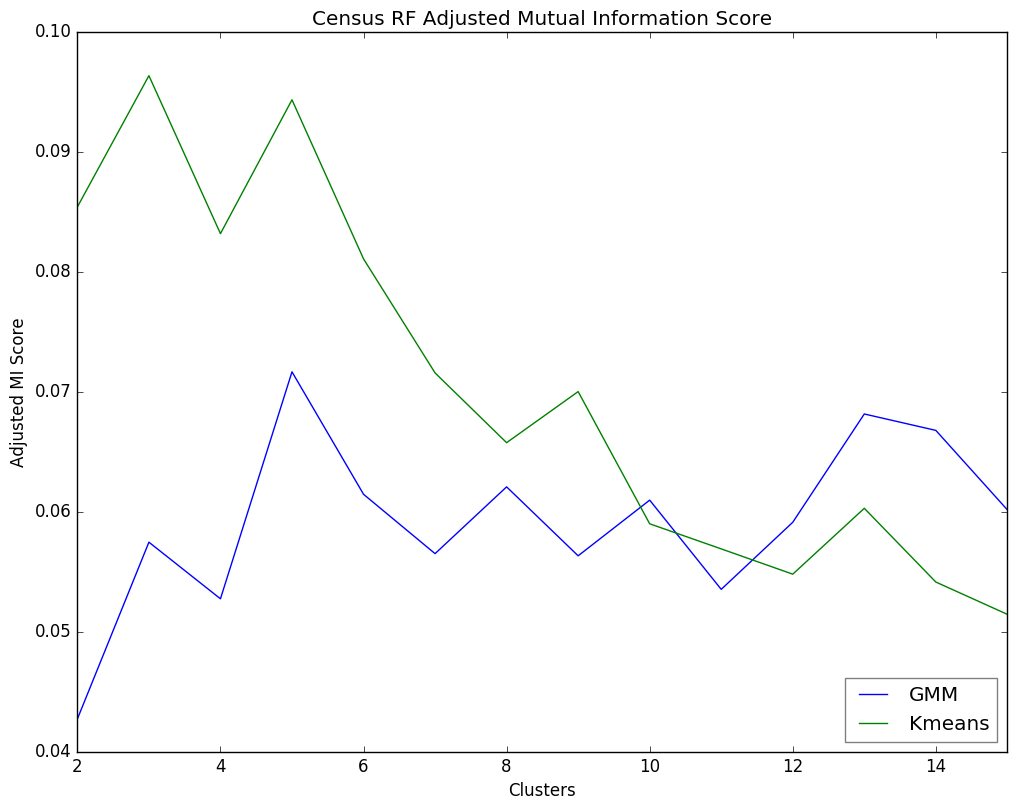 Census RF Adjusted Mutual Information Score
0.10
0.09
0.08
0.07
0.06
0.05
0.04
Adjusted MI Score
2 4 6 8 10 12 14
Clusters
GMM
Kmeans